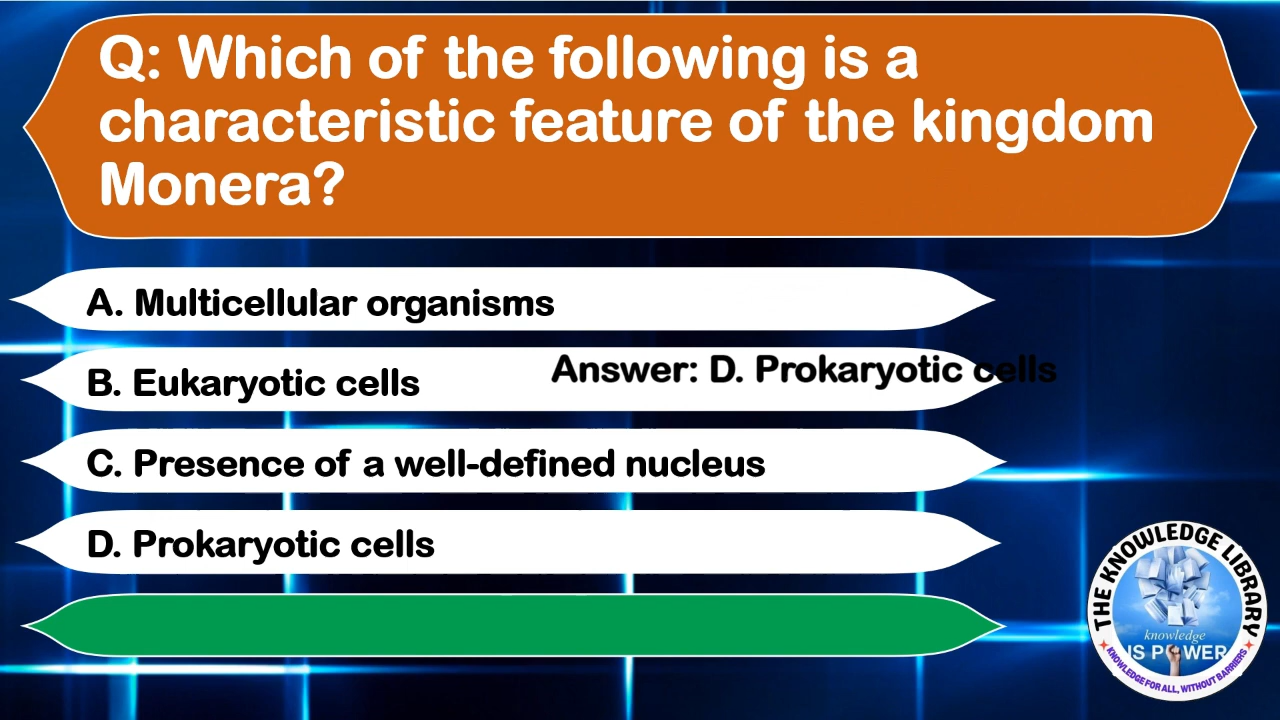 Q: Which of the following is a
characteristic feature of the kingdom
Monera?
A. Multicellular organisms
B. Eukaryotic cells
Answer: D. Prokaryotic cells
C. Presence of a well-defined nucleus
D. Prokaryotic cells
THE KNOWLEDGE LIBRARY
knowledge
IS POWER
KNOWLEDGE FOR ALL, WITHOUT BARRIERS